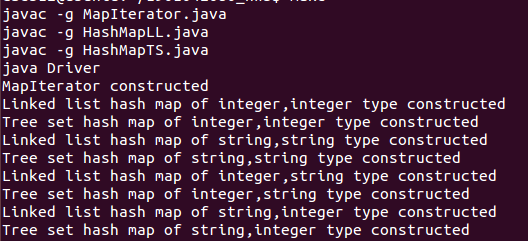 javac -g MapIterator.java
javac -g HashMapLL.java
javac -g HashMapTS.java
java Driver
MapIterator constructed
Linked list hash map of integer,integer type constructed
Tree set hash map of integer,integer type constructed
Linked list hash map of string,string type constructed
Tree set hash map of string,string type constructed
Linked list hash map of integer,string type constructed
Tree set hash map of integer,string type constructed
Linked list hash map of string,integer type constructed
Tree set hash map of string,integer type constructed